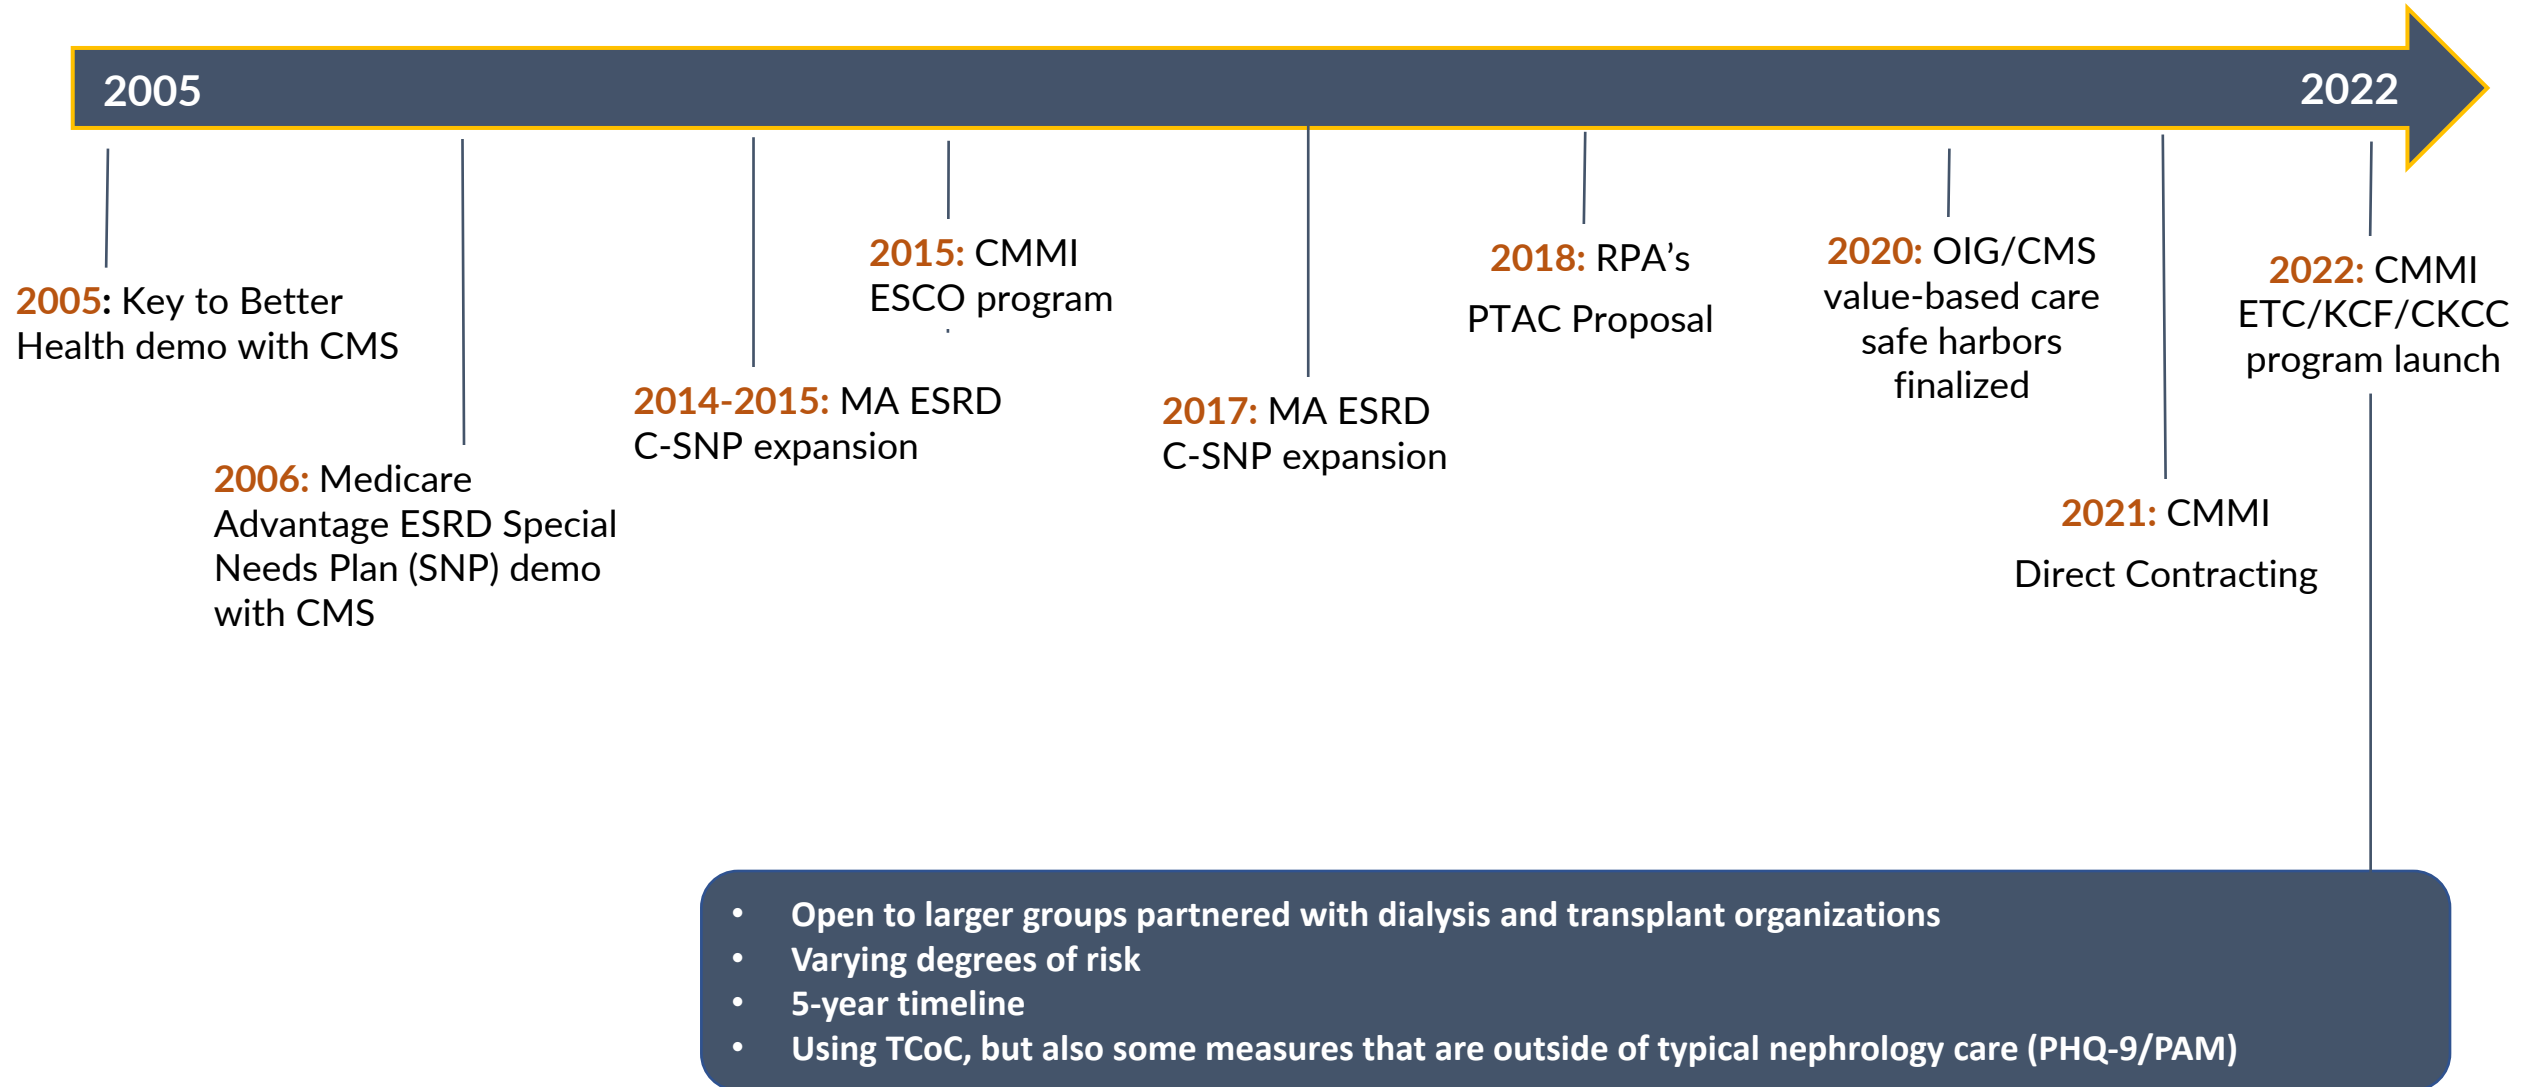 2005
2022
2005: Key to Better
Health demo with CMS
2006: Medicare
Advantage ESRD Special
Needs Plan (SNP) demo
with CMS
2014-2015: MA ESRD
C-SNP expansion
2015: CMMI
ESCO program
2017: MA ESRD
C-SNP expansion
2018: RPA’s
PTAC Proposal
2020: OIG/CMS
value-based care
safe harbors
finalized
2021: CMMI
Direct Contracting
2022: CMMI
ETC/KCF/CKCC
program launch
• Open to larger groups partnered with dialysis and transplant organizations
• Varying degrees of risk
• 5-year timeline
• Using TCoC, but also some measures that are outside of typical nephrology care (PHQ-9/PAM)